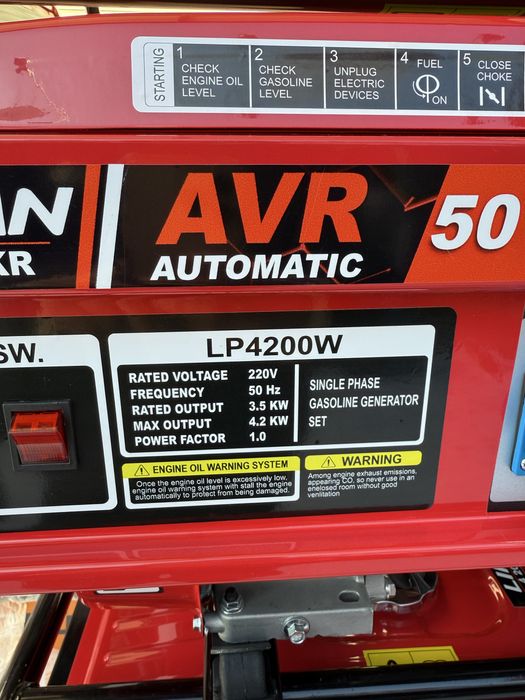 STARTING
1 CHECK ENGINE OIL LEVEL
2 CHECK GASOLINE LEVEL
3 UNPLUG ELECTRIC DEVICES
4 FUEL ON
5 CLOSE CHOKE
AVR
AUTOMATIC
50
KR
SW.
LP4200W
RATED VOLTAGE 220V
FREQUENCY 50 Hz
RATED OUTPUT 3.5 KW
MAX OUTPUT 4.2 KW
POWER FACTOR 1.0
SINGLE PHASE
GASOLINE GENERATOR
SET
ENGINE OIL WARNING SYSTEM
Once the engine oil level is excessively low,
engine oil warning system with stall the engine
automatically to protect from being damaged.
WARNING
Among engine exhaust emissions,
appearing CO, so never use in an
enclosed room without good
venlitation